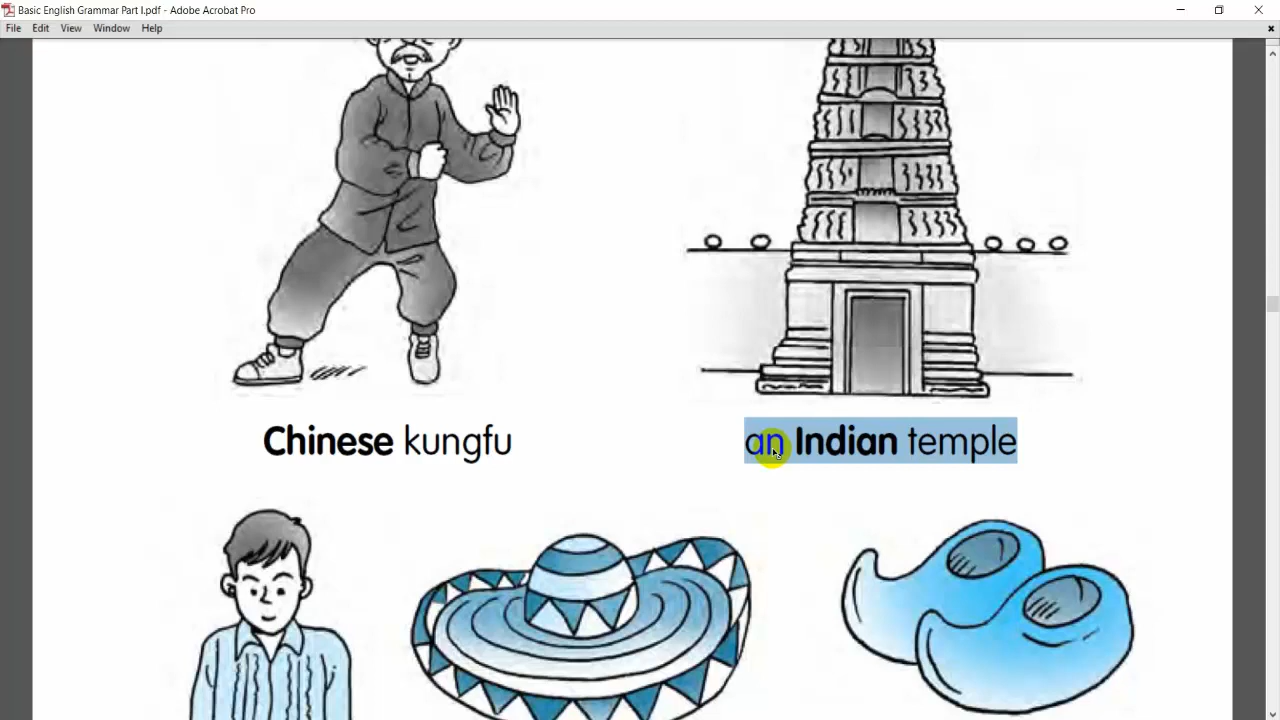 Basic English Grammar Part I.pdf - Adobe Acrobat Pro
File Edit View Window Help
Chinese kungfu
an Indian temple